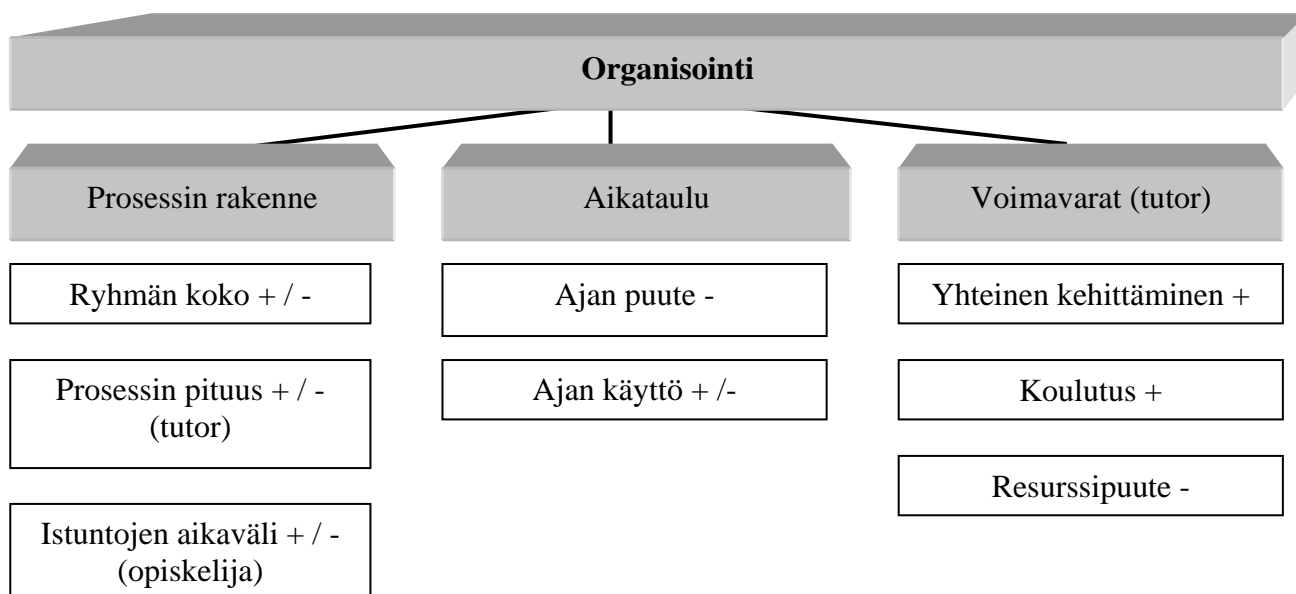 Organisointi
Prosessin rakenne
Aikataulu
Voimavarat (tutor)
Ryhmän koko + / -
Ajan puute -
Yhteinen kehittäminen +
Prosessin pituus + / -
(tutor)
Ajan käyttö + /-
Koulutus +
Resurssipuute -
Istuntojen aikaväli + / -
(opiskelija)